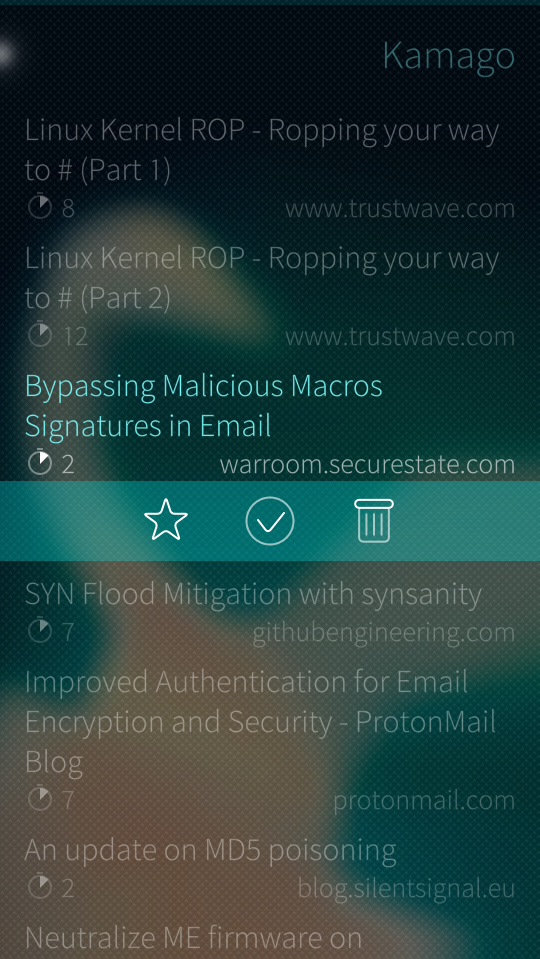 Kamago
Linux Kernel ROP - Ropping your way
to # (Part 1)
8 www.trustwave.com
Linux Kernel ROP - Ropping your way
to # (Part 2)
12 www.trustwave.com
Bypassing Malicious Macros
Signatures in Email
2 warroom.securestate.com
SYN Flood Mitigation with synsanity
7 githubengineering.com
Improved Authentication for Email
Encryption and Security - ProtonMail
Blog
7 protonmail.com
An update on MD5 poisoning
2 blog.silentsignal.eu
Neutralize ME firmware on